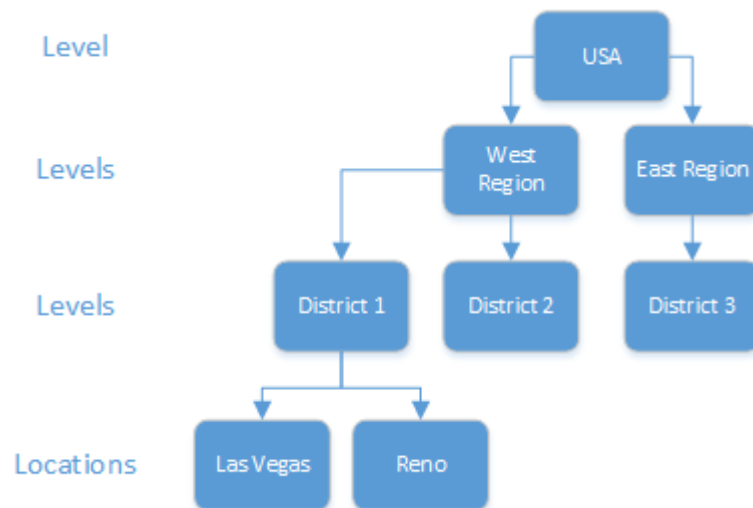 Level
USA
Levels
West
Region
East Region
Levels
District 1
District 2
District 3
Locations
Las Vegas
Reno